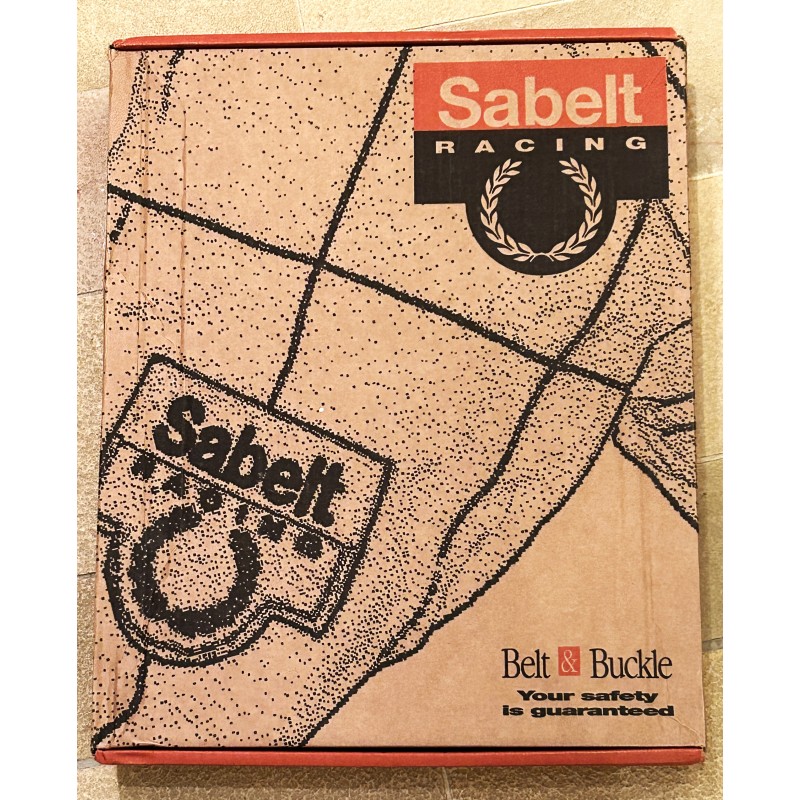 Sabelt
RACING
Sabelt
RACING
Belt & Buckle
Your safety
is guaranteed